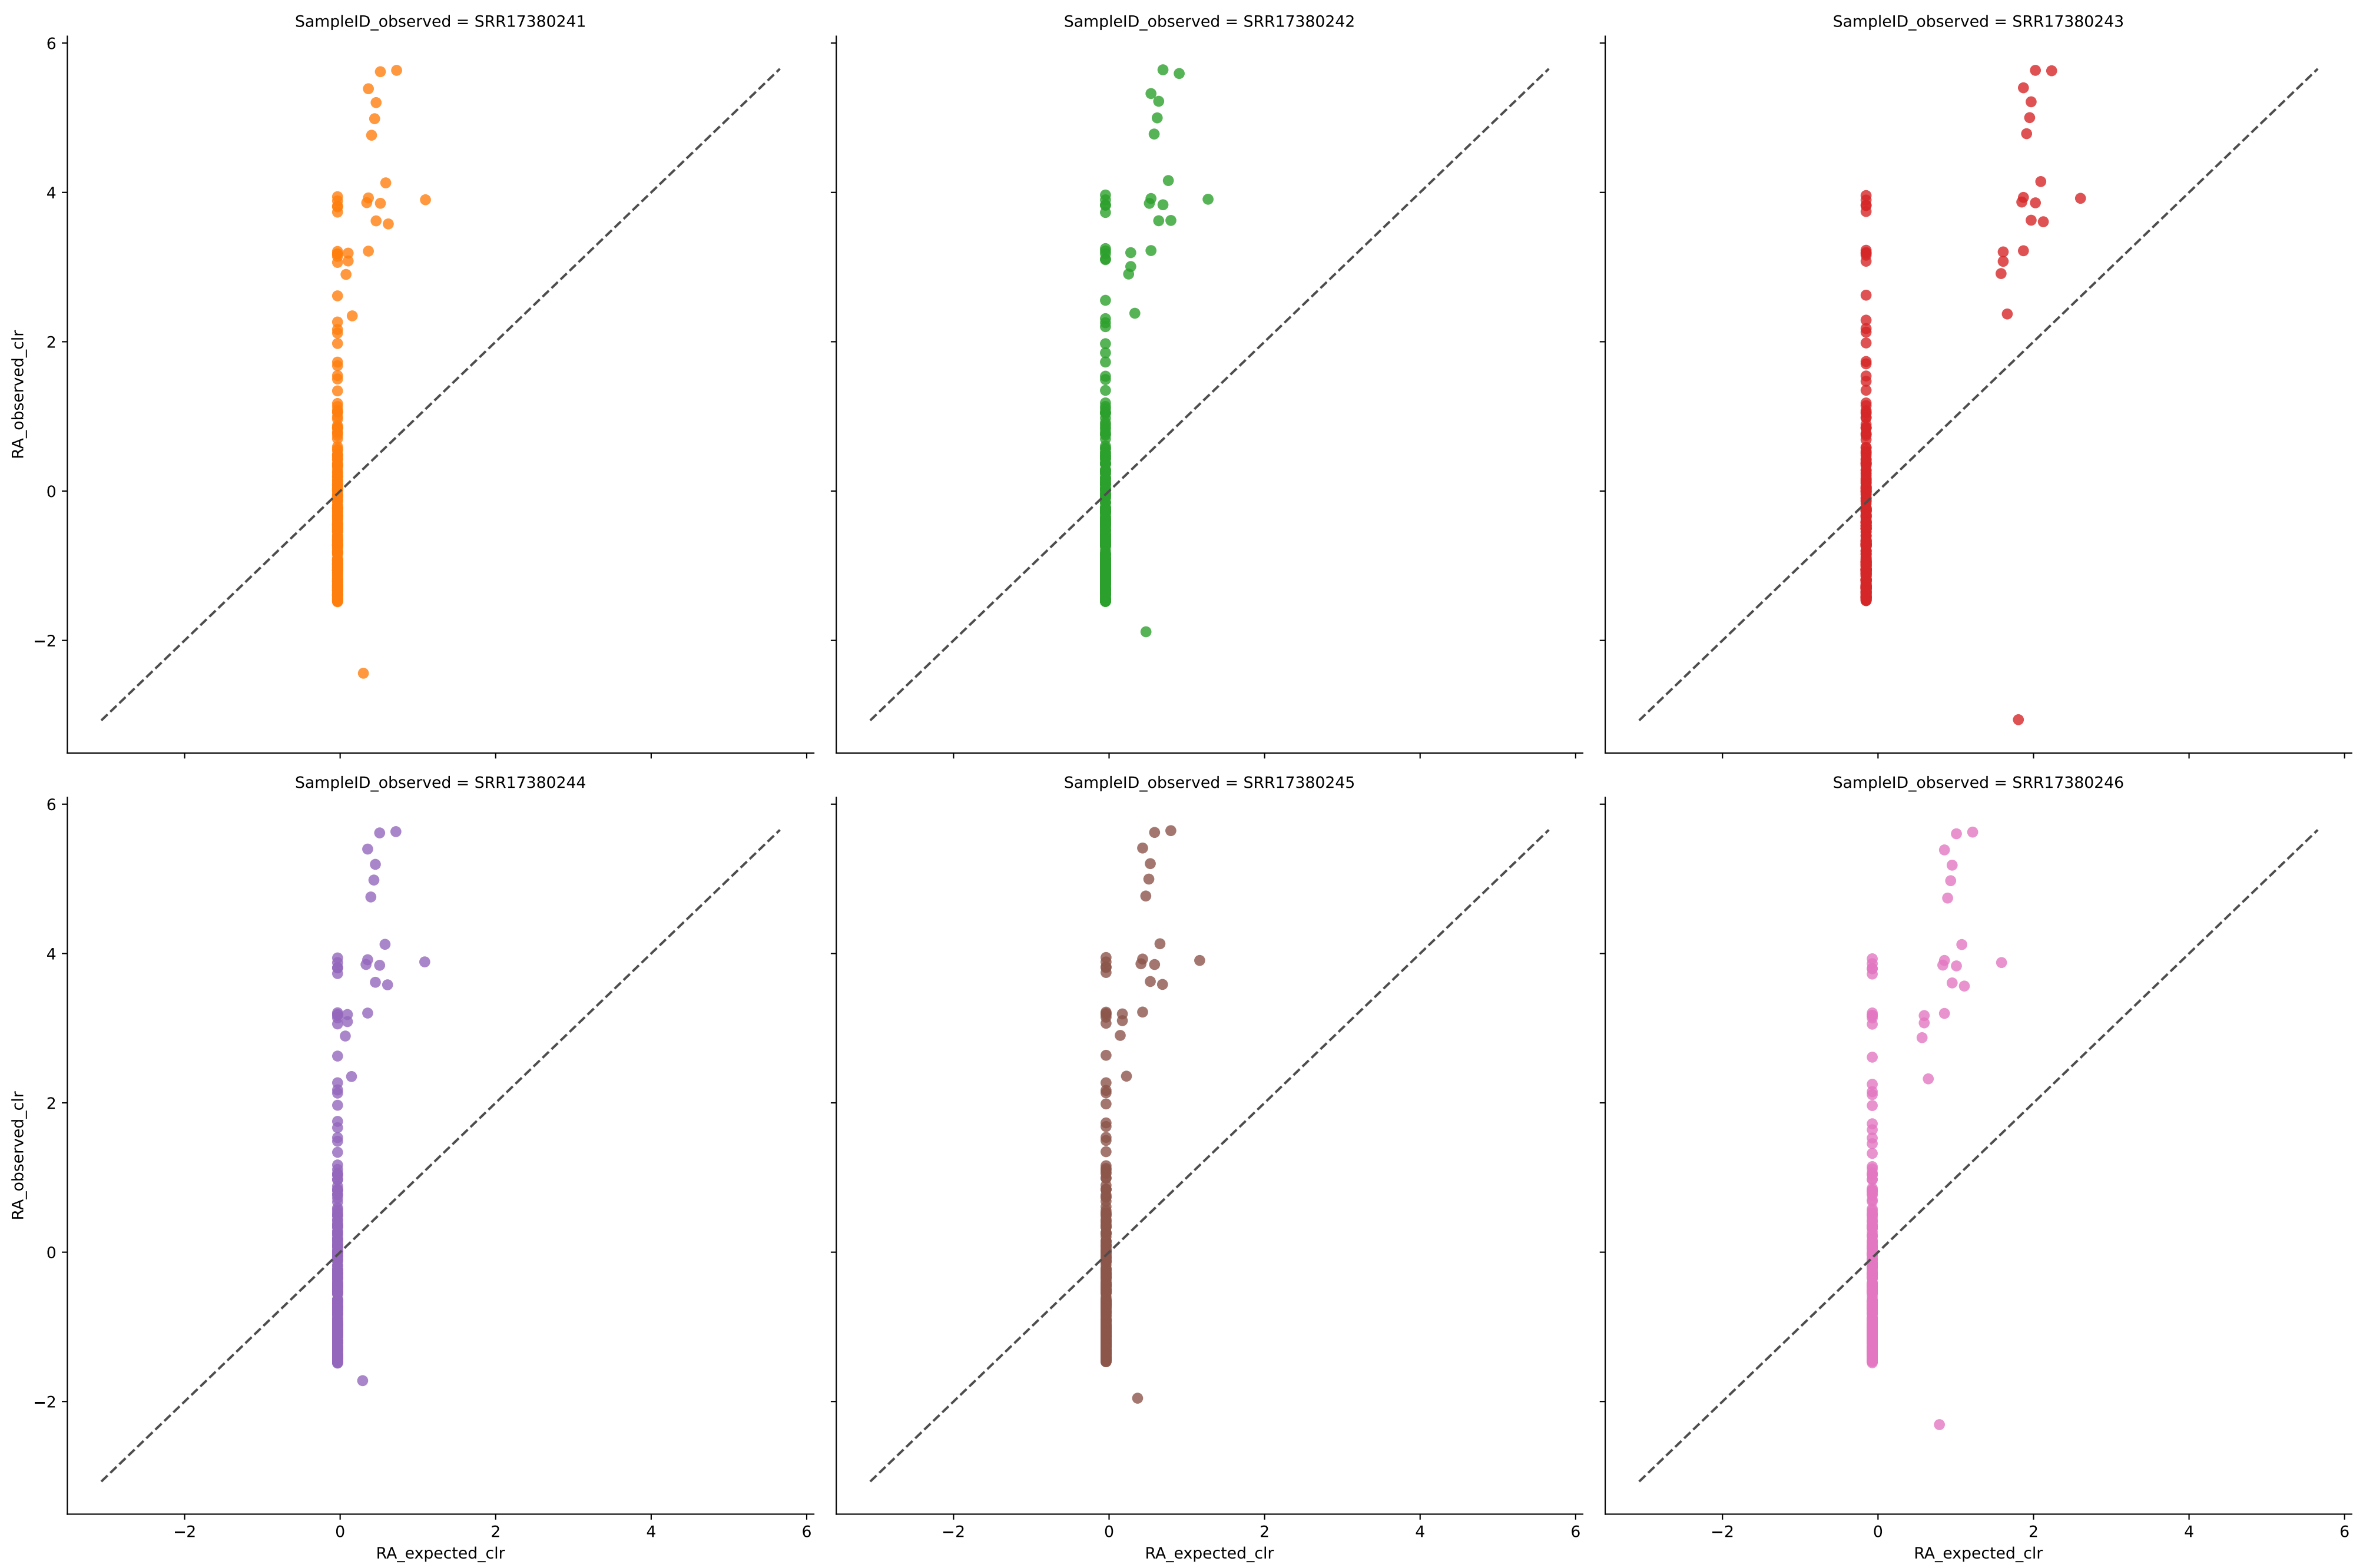 SampleID_observed = SRR17380241
SampleID_observed = SRR17380242
SampleID_observed = SRR17380243
6
4
2
0
−2
RA_observed_clr
SampleID_observed = SRR17380244
SampleID_observed = SRR17380245
SampleID_observed = SRR17380246
6
4
2
0
−2
RA_observed_clr
−2 0 2 4 6
−2 0 2 4 6
−2 0 2 4 6
RA_expected_clr
RA_expected_clr
RA_expected_clr